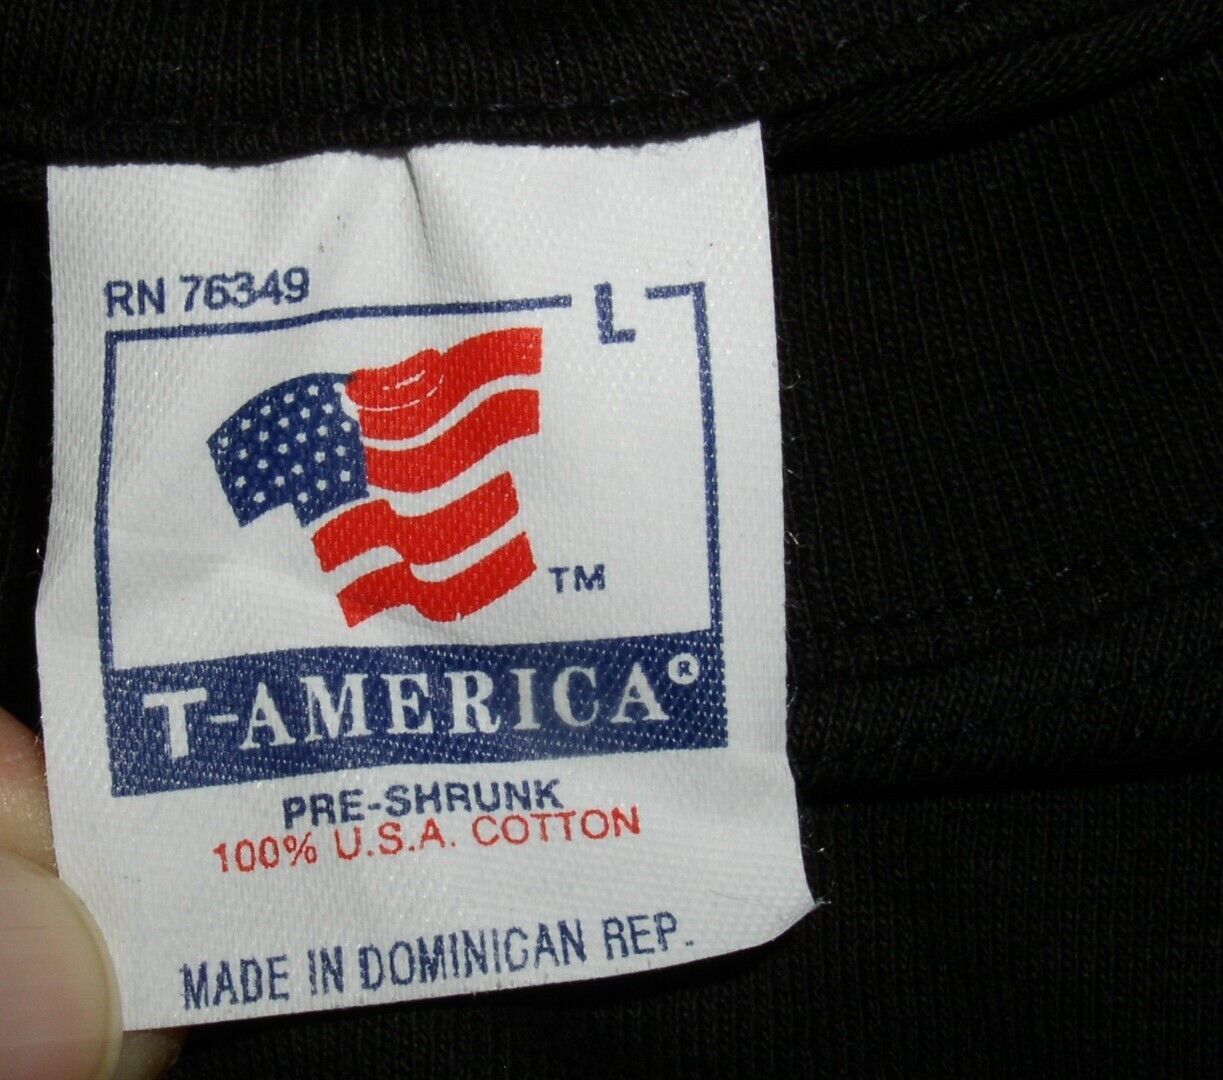 RN 76349
L
TM
T-AMERICA®
PRE-SHRUNK
100% U.S.A. COTTON
MADE IN DOMINICAN REP.